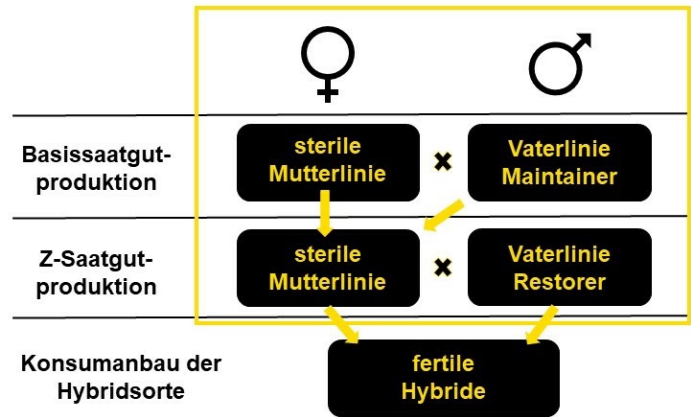 Basissaatgut-
produktion
sterile
Mutterlinie
Vaterlinie
Maintainer
Z-Saatgut-
produktion
sterile
Mutterlinie
Vaterlinie
Restorer
Konsumanbau der
Hybridsorte
fertile
Hybride